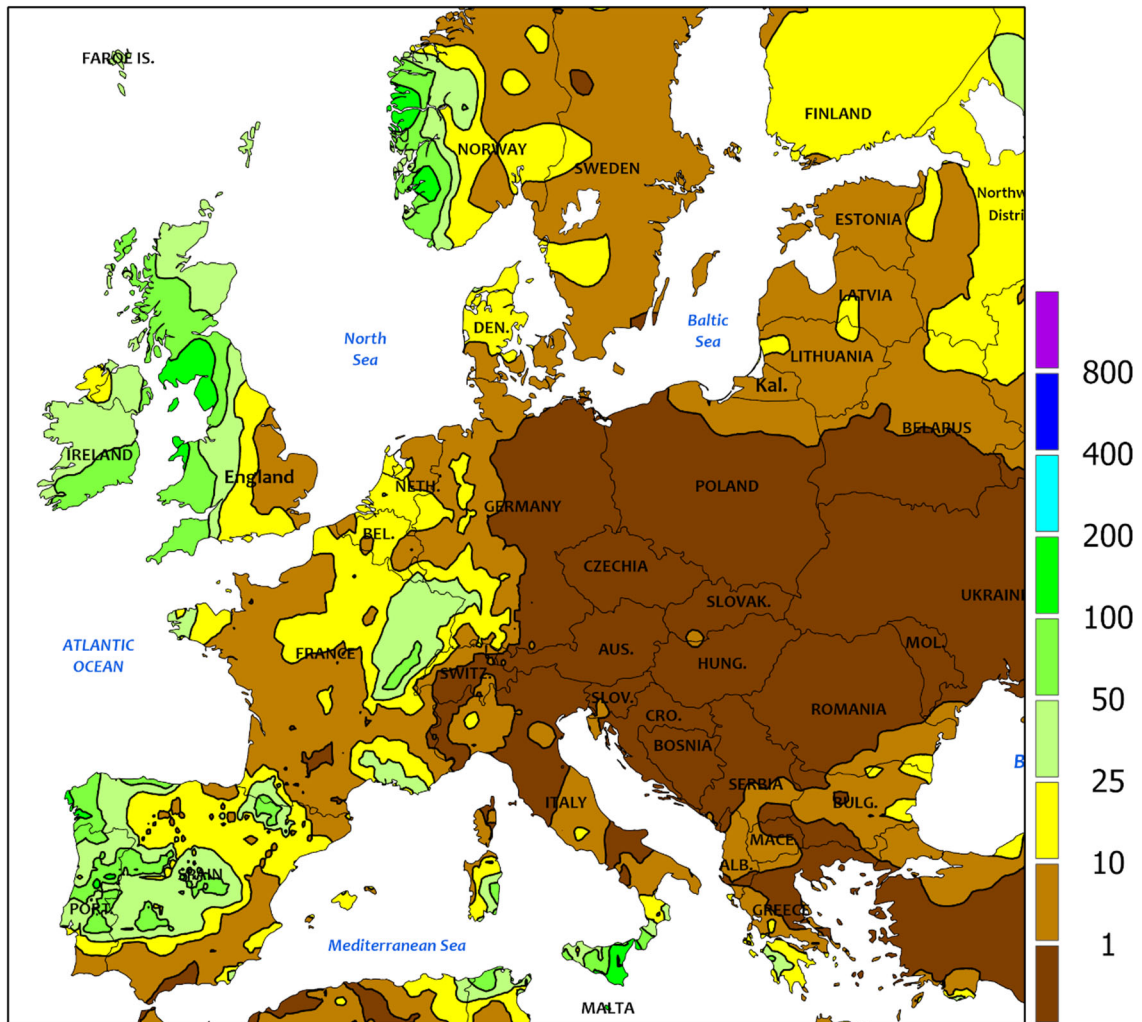 FAROE IS.
FINLAND
NORWAY
SWEDEN
Northw
Distri
ESTONIA
North
Sea
DEN.
Baltic
Sea
LATVIA
LITHUANIA
Kal.
800
BELARUS
IRELAND
England
NETH.
400
GERMANY
POLAND
BEL.
200
CZECHIA
SLOVAK.
UKRAINI
100
ATLANTIC
OCEAN
FRANCE
AUS.
MOL.
HUNG.
SWITZ.
SLOV.
50
ROMANIA
CRO.
BOSNIA
B
25
SERBIA
ITALY
BULG.
MACE.
10
ALB.
SPAIN
PORT.
GREECE
Mediterranean Sea
1
MALTA